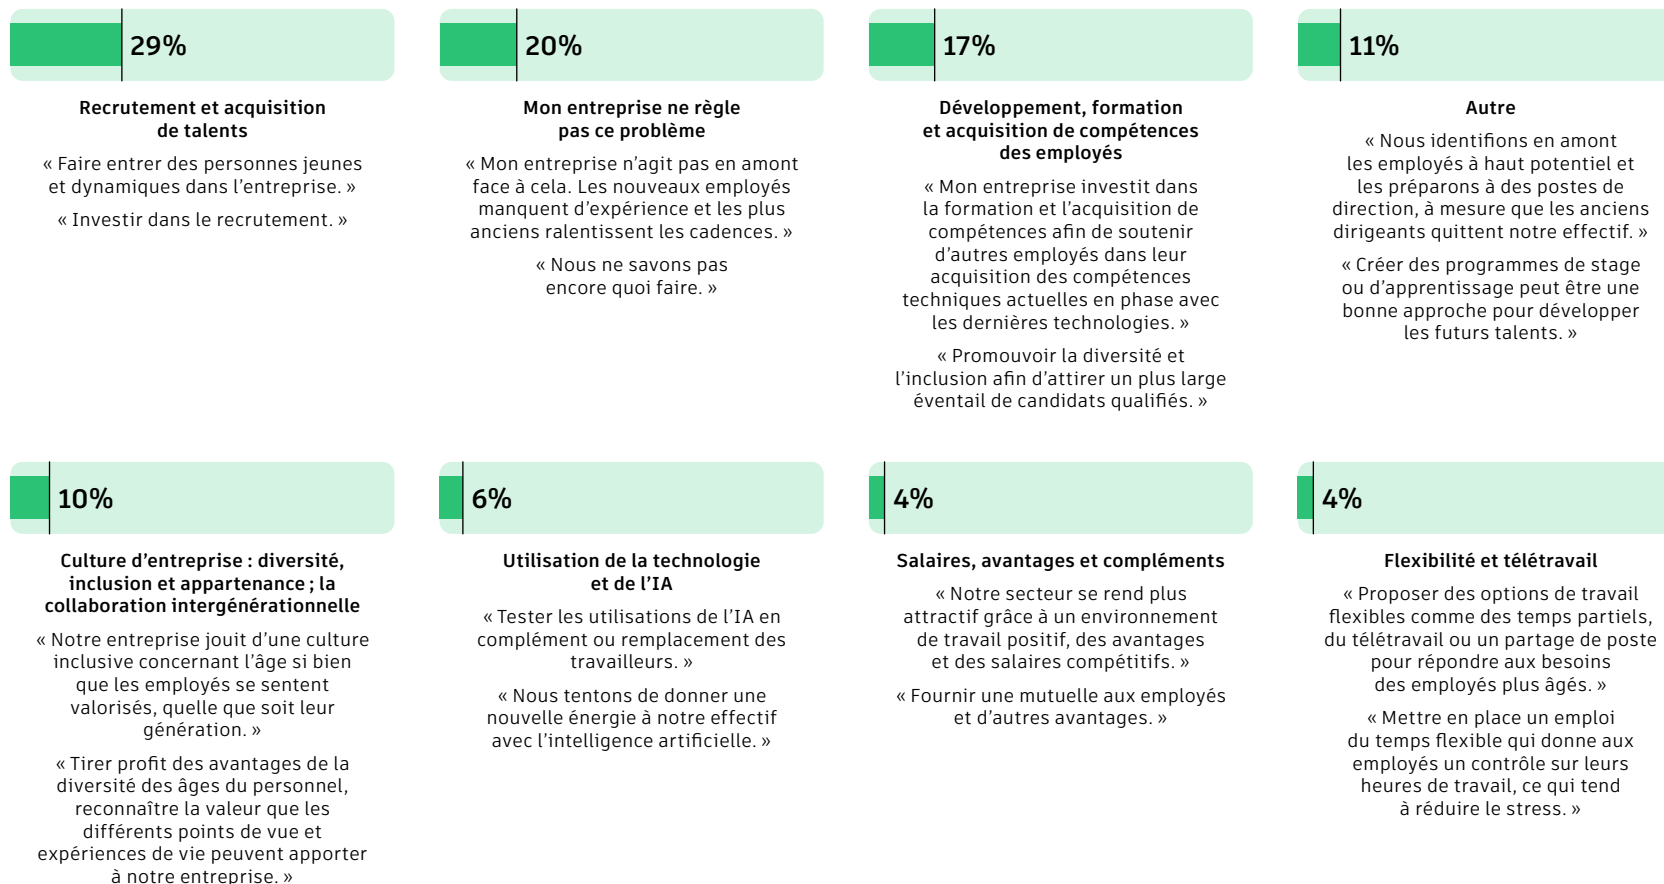 29%
Recrutement et acquisition
de talents
« Faire entrer des personnes jeunes
et dynamiques dans l’entreprise. »
« Investir dans le recrutement. »
20%
Mon entreprise ne règle
pas ce problème
« Mon entreprise n’agit pas en amont
face à cela. Les nouveaux employés
manquent d’expérience et les plus
anciens ralentissent les cadences. »
« Nous ne savons pas
encore quoi faire. »
17%
Développement, formation
et acquisition de compétences
des employés
« Mon entreprise investit dans
la formation et l’acquisition de
compétences afin de soutenir
d’autres employés dans leur
acquisition des compétences
techniques actuelles en phase avec
les dernières technologies. »
« Promouvoir la diversité et
l’inclusion afin d’attirer un plus large
éventail de candidats qualifiés. »
11%
Autre
« Nous identifions en amont
les employés à haut potentiel et
les préparons à des postes de
direction, à mesure que les anciens
dirigeants quittent notre effectif. »
« Créer des programmes de stage
ou d’apprentissage peut être une
bonne approche pour développer
les futurs talents. »
10%
Culture d’entreprise : diversité,
inclusion et appartenance ; la
collaboration intergénérationnelle
« Notre entreprise jouit d’une culture
inclusive concernant l’âge si bien
que les employés se sentent
valorisés, quelle que soit leur
génération. »
« Tirer profit des avantages de la
diversité des âges du personnel,
reconnaître la valeur que les
différents points de vue et
expériences de vie peuvent apporter
à notre entreprise. »
6%
Utilisation de la technologie
et de l’IA
« Tester les utilisations de l’IA en
complément ou remplacement des
travailleurs. »
« Nous tentons de donner une
nouvelle énergie à notre effectif
avec l’intelligence artificielle. »
4%
Salaires, avantages et compléments
« Notre secteur se rend plus
attractif grâce à un environnement
de travail positif, des avantages
et des salaires compétitifs. »
« Fournir une mutuelle aux employés
et d’autres avantages. »
4%
Flexibilité et télétravail
« Proposer des options de travail
flexibles comme des temps partiels,
du télétravail ou un partage de poste
pour répondre aux besoins
des employés plus âgés. »
« Mettre en place un emploi
du temps flexible qui donne aux
employés un contrôle sur leurs
heures de travail, ce qui tend
à réduire le stress. »